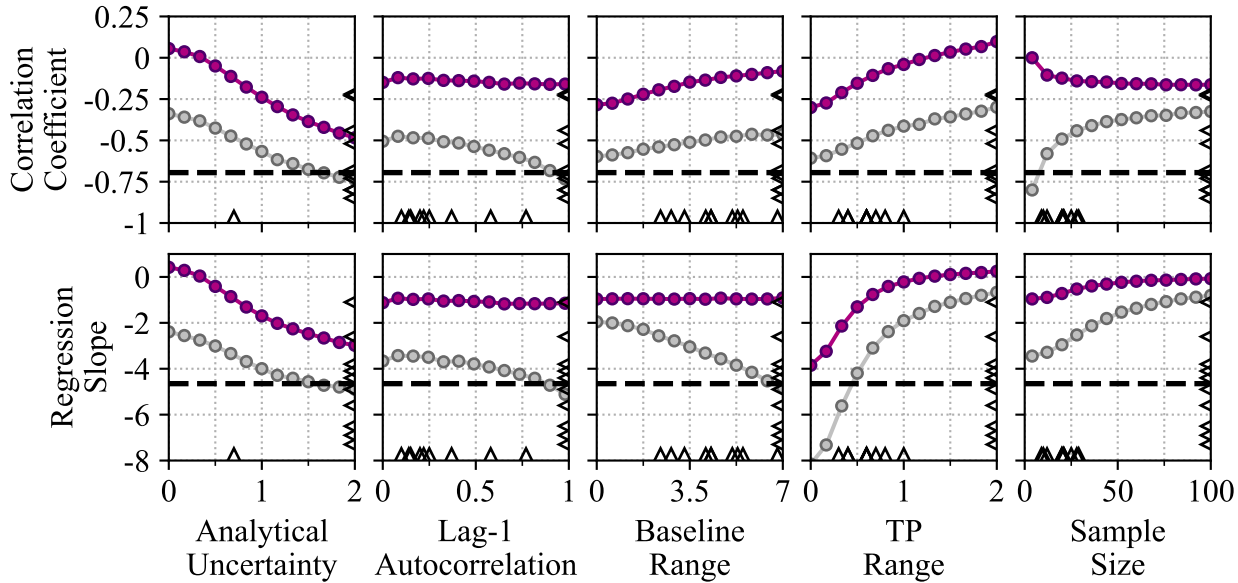 Correlation
Coefficient
0.25
0
-0.25
-0.5
-0.75
-1
Regression
Slope
0
-2
-4
-6
-8
0 1 2
0 0.5 1
0 3.5 7
0 1 2
0 50 100
Analytical
Uncertainty
Lag-1
Autocorrelation
Baseline
Range
TP
Range
Sample
Size